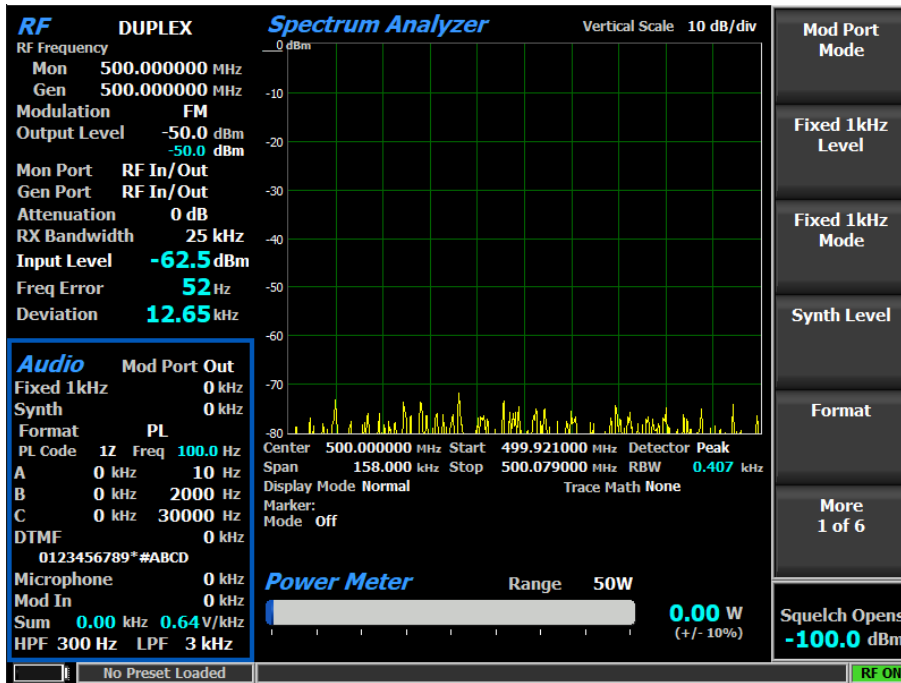 RF DUPLEX
RF Frequency
Mon 500.000000 MHz
Gen 500.000000 MHz
Modulation FM
Output Level -50.0 dBm
-50.0 dBm
Mon Port RF In/Out
Gen Port RF In/Out
Attenuation 0 dB
RX Bandwidth 25 kHz
Input Level -62.5 dBm
Freq Error 52 Hz
Deviation 12.65 kHz
Audio Mod Port Out
Fixed 1kHz 0 kHz
Synth 0 kHz
Format PL
PL Code 1Z Freq 100.0 Hz
A 0 kHz 10 Hz
B 0 kHz 2000 Hz
C 0 kHz 30000 Hz
DTMF 0 kHz
0123456789*#ABCD
Microphone 0 kHz
Mod In 0 kHz
Sum 0.00 kHz 0.64 V/kHz
HPF 300 Hz LPF 3 kHz
Spectrum Analyzer Vertical Scale 10 dB/div
0 dBm
-10
-20
-30
-40
-50
-60
-70
-80
Center 500.000000 MHz Start 499.921000 MHz Detector Peak
Span 158.000 kHz Stop 500.079000 MHz RBW 0.407 kHz
Display Mode Normal Trace Math None
Marker:
Mode Off
Power Meter Range 50W
0.00 W
(+/- 10%)
Mod Port
Mode
Fixed 1kHz
Level
Fixed 1kHz
Mode
Synth Level
Format
More
1 of 6
Squelch Opens
-100.0 dBm
No Preset Loaded
RF ON